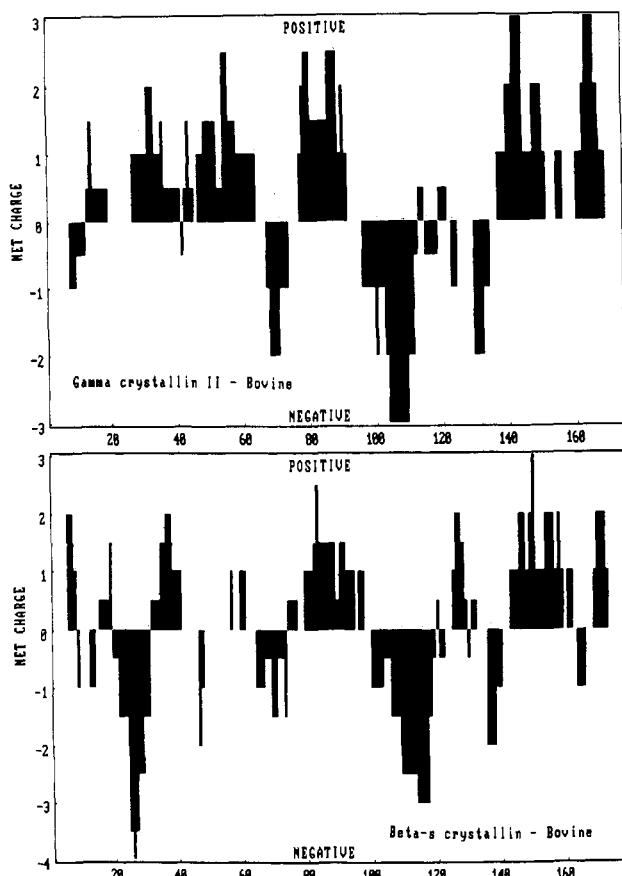 3
POSITIVE
2
1
0
NET CHARGE
-1
-2
Gamma crystallin II - Bovine
NEGATIVE
-3
20 40 60 80 100 120 140 160
3
POSITIVE
2
1
0
NET CHARGE
-1
-2
-3
Beta-s crystallin - Bovine
NEGATIVE
-4
20 40 60 80 100 120 140 160